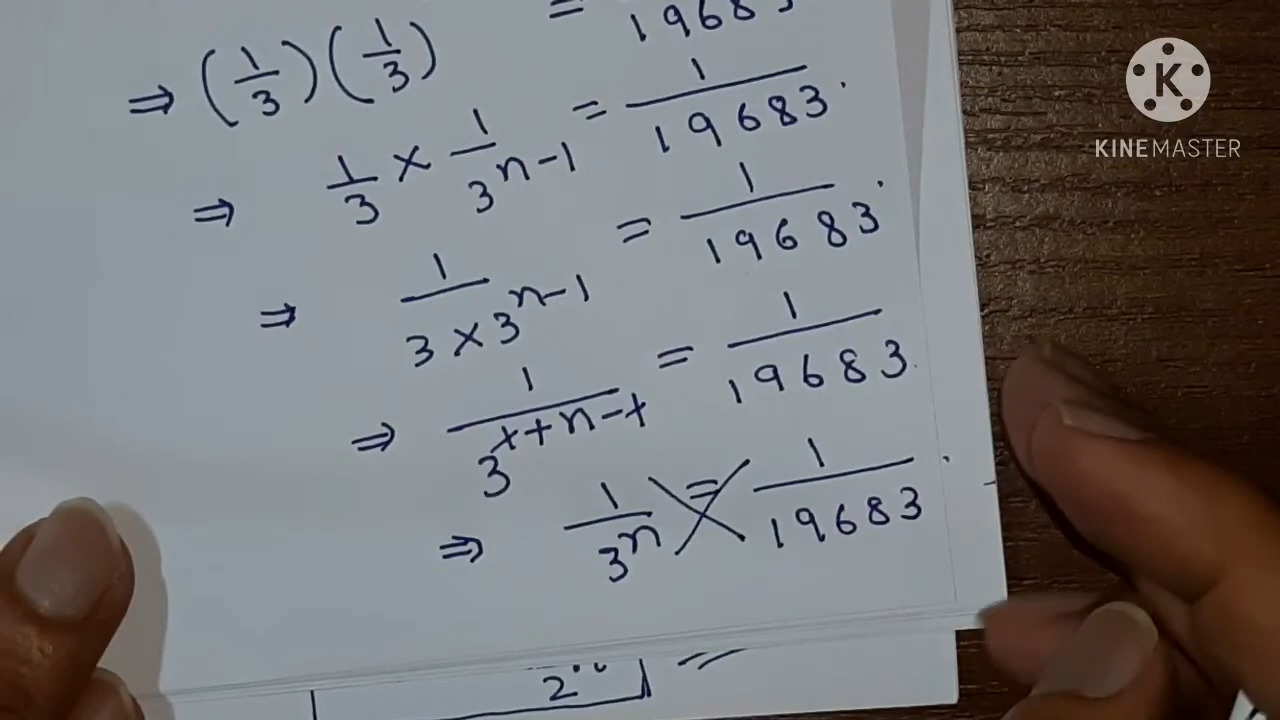 = 19683
⇒ (1/3)(1/3)
⇒ 1/3 × 1/3^n-1 = 1/19683.
⇒ 1/3×3^n-1 = 1/19683.
⇒ 1/3^1+n-1 = 1/19683.
⇒ 1/3^n = 1/19683.
K
KINEMASTER